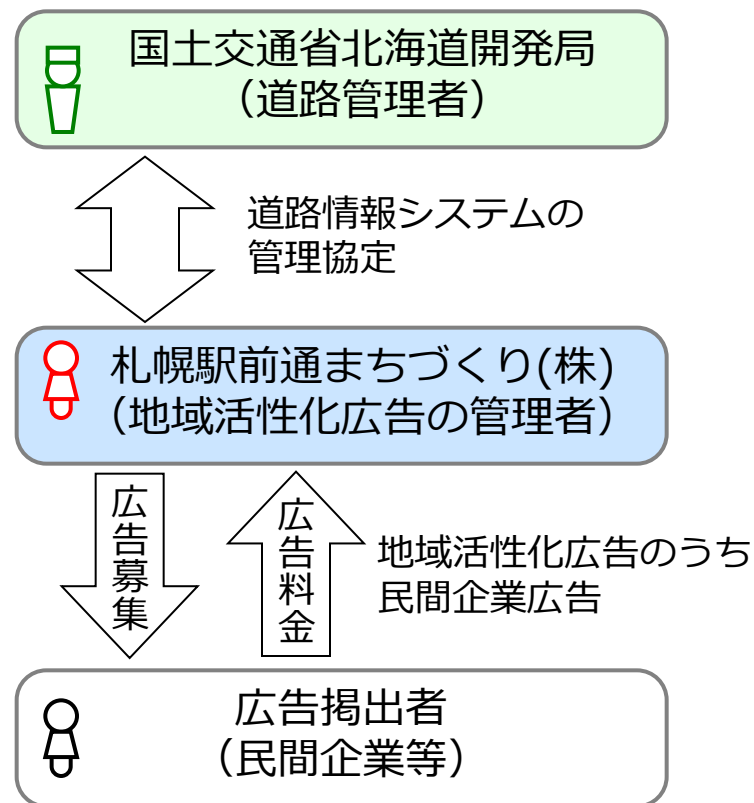 国土交通省北海道開発局
（道路管理者）
道路情報システムの
管理協定
札幌駅前通まちづくり(株)
（地域活性化広告の管理者）
広告募集
広告料金
地域活性化広告のうち
民間企業広告
広告掲出者
（民間企業等）